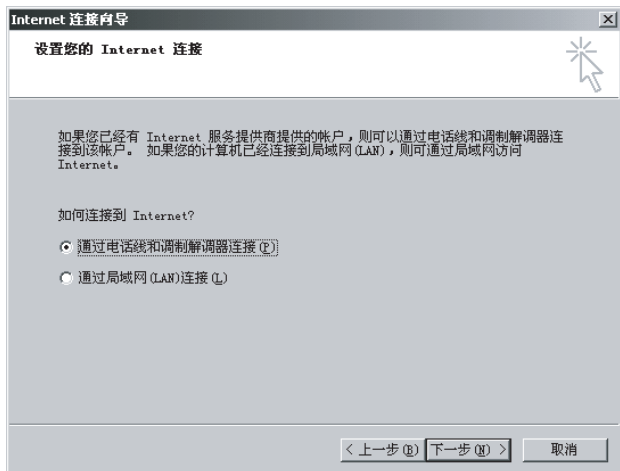 Internet 连接向导
设置您的 Internet 连接
如果您已经有 Internet 服务提供商提供的帐户，则可以通过电话线和调制解调器连
接到该帐户。 如果您的计算机已经连接到局域网(LAN)，则可通过局域网访问
Internet。
如何连接到 Internet?
通过电话线和调制解调器连接(P)
通过局域网(LAN)连接(L)
< 上一步(B) 下一步(N) > 取消